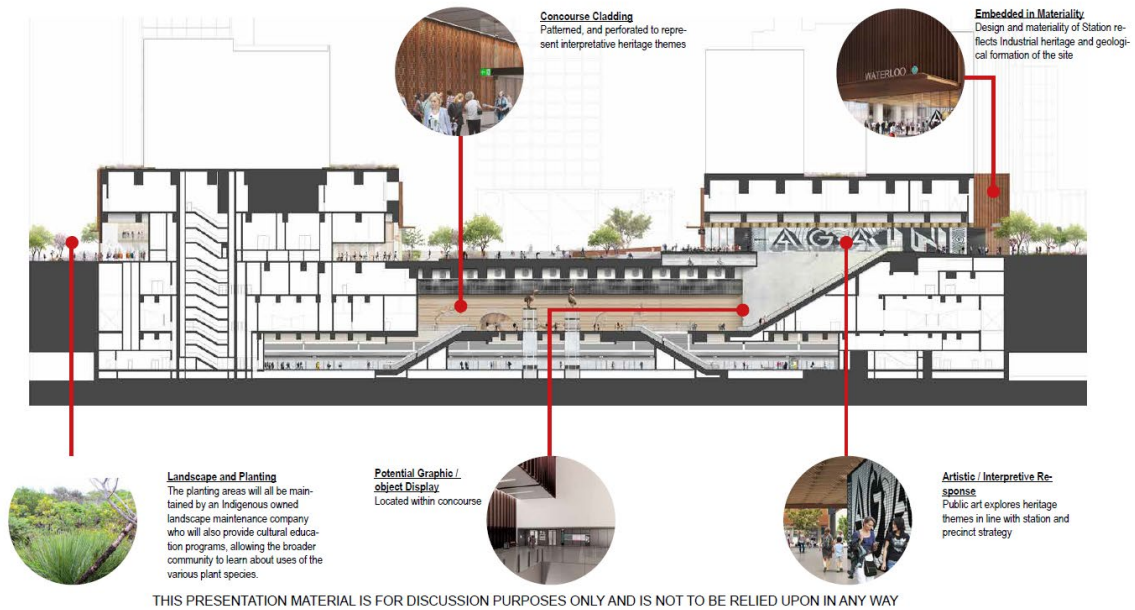 Concourse Cladding
Patterned, and perforated to repre-
sent interpretative heritage themes
Embedded in Materiality
Design and materiality of Station re-
flects Industrial heritage and geologi-
cal formation of the site
WATERLOO
AGAIN
Landscape and Planting
The planting areas will all be main-
tained by an Indigenous owned
landscape maintenance company
who will also provide cultural educa-
tion programs, allowing the broader
community to learn about uses of the
various plant species.
Potential Graphic /
object Display
Located within concourse
Artistic / Interpretive Re-
sponse
Public art explores heritage
themes in line with station and
precinct strategy
THIS PRESENTATION MATERIAL IS FOR DISCUSSION PURPOSES ONLY AND IS NOT TO BE RELIED UPON IN ANY WAY